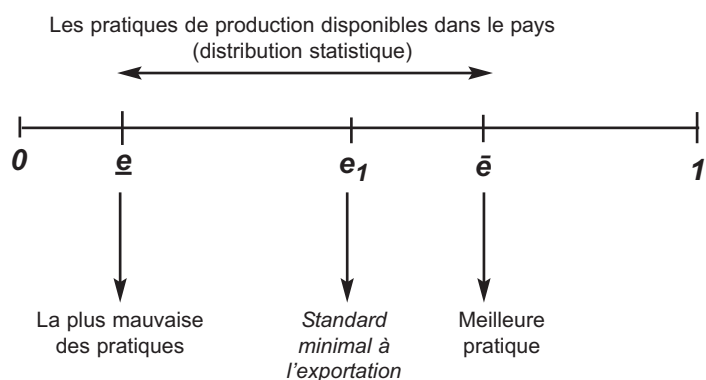 Les pratiques de production disponibles dans le pays
(distribution statistique)
0 e e1 ē 1
La plus mauvaise
des pratiques
Standard
minimal à
l'exportation
Meilleure
pratique